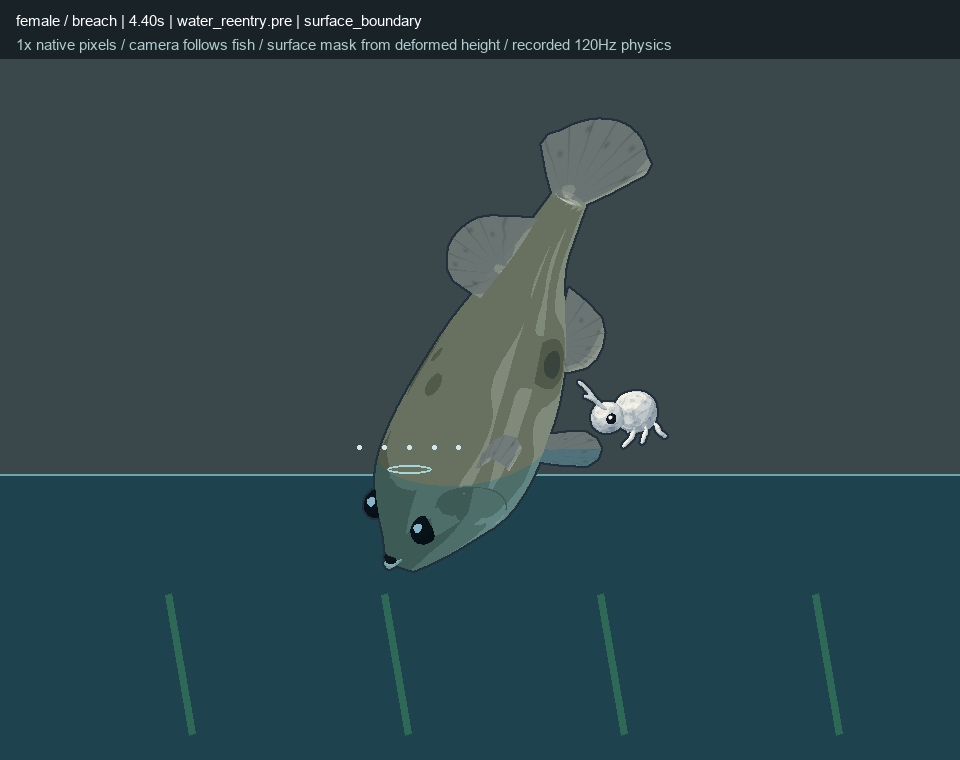 female / breach | 4.40s | water_reentry.pre | surface_boundary
1x native pixels / camera follows fish / surface mask from deformed height / recorded 120Hz physics